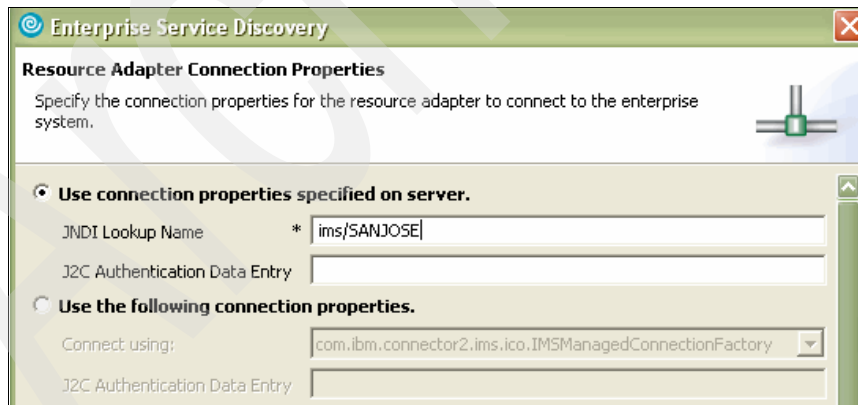 Enterprise Service Discovery
Resource Adapter Connection Properties
Specify the connection properties for the resource adapter to connect to the enterprise
system.
Use connection properties specified on server.
JNDI Lookup Name * ims/SANJOSE
J2C Authentication Data Entry
Use the following connection properties.
Connect using: com.ibm.connector2.ims.ico.IMSManagedConnectionFactory
J2C Authentication Data Entry